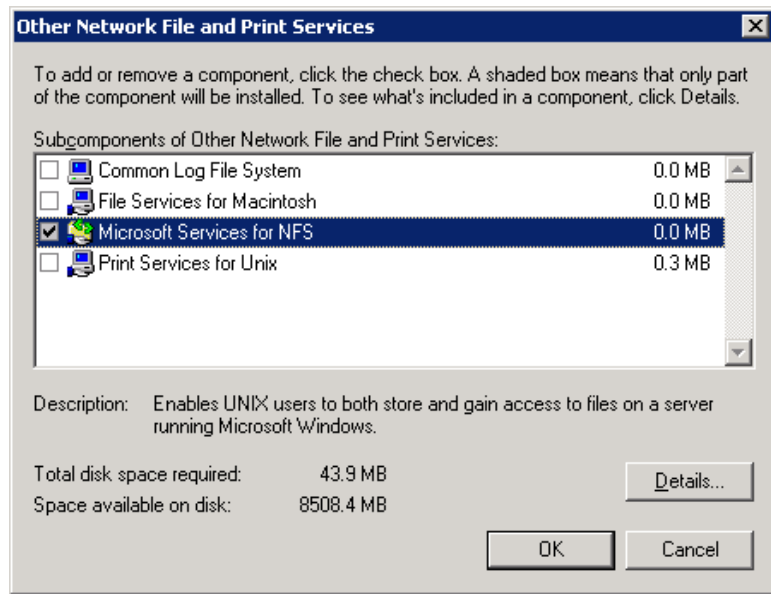 Other Network File and Print Services
To add or remove a component, click the check box. A shaded box means that only part
of the component will be installed. To see what's included in a component, click Details.
Subcomponents of Other Network File and Print Services:
Common Log File System 0.0 MB
File Services for Macintosh 0.0 MB
Microsoft Services for NFS 0.0 MB
Print Services for Unix 0.3 MB
Description: Enables UNIX users to both store and gain access to files on a server
running Microsoft Windows.
Total disk space required: 43.9 MB
Details...
Space available on disk: 8508.4 MB
OK Cancel